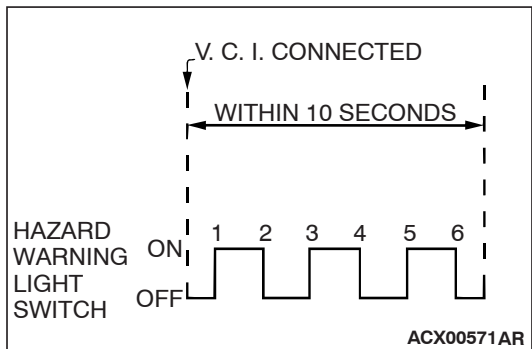 V. C. I. CONNECTED
WITHIN 10 SECONDS
HAZARD
WARNING
LIGHT
SWITCH
ON
OFF
1 2 3 4 5 6
ACX00571AR